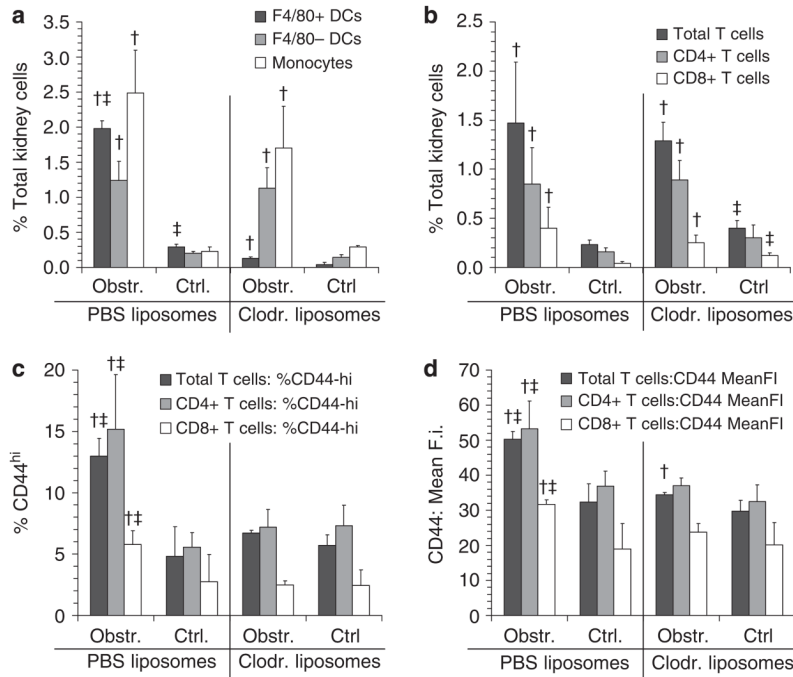 a
% Total kidney cells
3.5
3.0
2.5
2.0
1.5
1.0
0.5
0.0
F4/80+ DCs
F4/80– DCs
Monocytes
†‡
†
†
‡
†
†
†
Obstr. Ctrl. Obstr. Ctrl
PBS liposomes Clodr. liposomes
b
% Total kidney cells
2.5
2.0
1.5
1.0
0.5
0.0
Total T cells
CD4+ T cells
CD8+ T cells
†
†
†
†
†
†
‡
‡
Obstr. Ctrl. Obstr. Ctrl
PBS liposomes Clodr. liposomes
c
% CD44hi
20
15
10
5
0
Total T cells: %CD44-hi
CD4+ T cells: %CD44-hi
CD8+ T cells: %CD44-hi
†‡
†‡
†‡
Obstr. Ctrl. Obstr. Ctrl
PBS liposomes Clodr. liposomes
d
CD44: Mean F.i.
70
60
50
40
30
20
10
0
Total T cells:CD44 MeanFI
CD4+ T cells:CD44 MeanFI
CD8+ T cells:CD44 MeanFI
†‡
†‡
†‡
†
Obstr. Ctrl. Obstr. Ctrl
PBS liposomes Clodr. liposomes